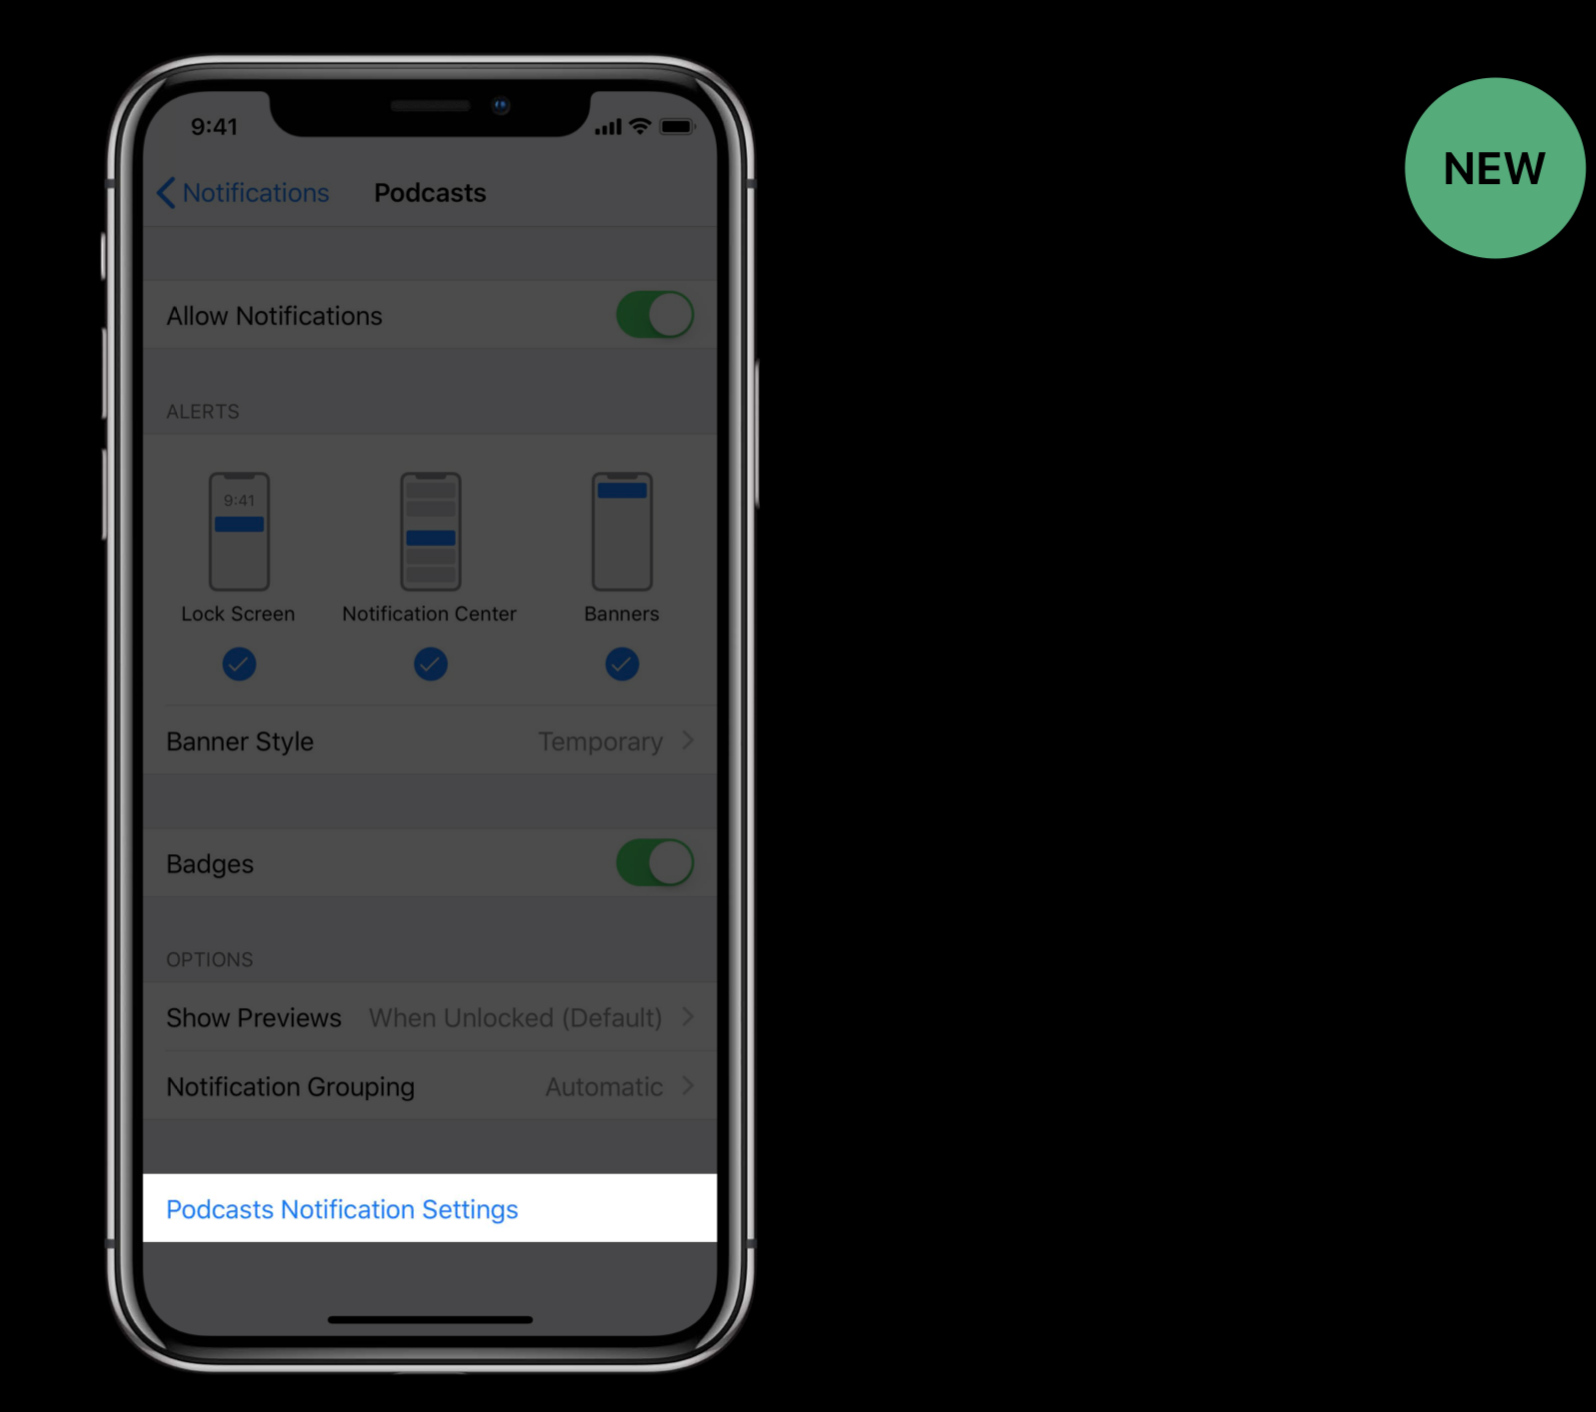 9:41
Notifications Podcasts
NEW
Allow Notifications
ALERTS
9:41
Lock Screen Notification Center Banners
Banner Style Temporary
Badges
OPTIONS
Show Previews When Unlocked (Default)
Notification Grouping Automatic
Podcasts Notification Settings